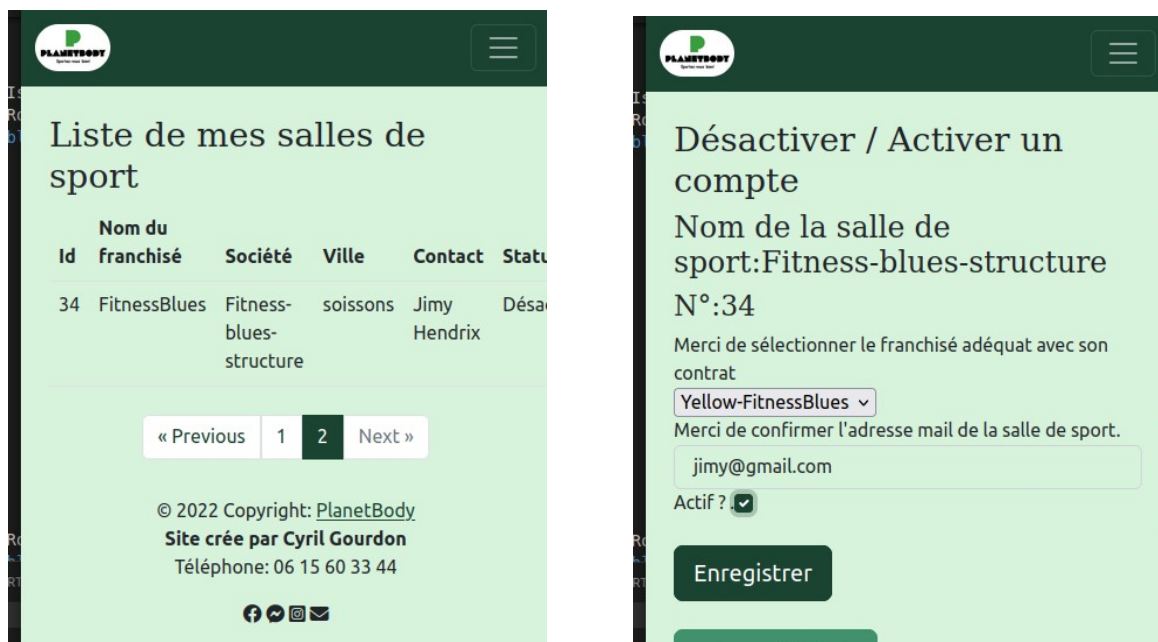 PLANETBODY
Liste de mes salles de
sport
Nom du
Id franchisé Société Ville Contact Statu
34 FitnessBlues Fitness- soissons Jimy Désa
blues- Hendrix
structure
« Previous 1 2 Next »
© 2022 Copyright: PlanetBody
Site crée par Cyril Gourdon
Téléphone: 06 15 60 33 44
PLANETBODY
Désactiver / Activer un
compte
Nom de la salle de
sport:Fitness-blues-structure
N°:34
Merci de sélectionner le franchisé adéquat avec son
contrat
Yellow-FitnessBlues
Merci de confirmer l'adresse mail de la salle de sport.
jimy@gmail.com
Actif ?
Enregistrer